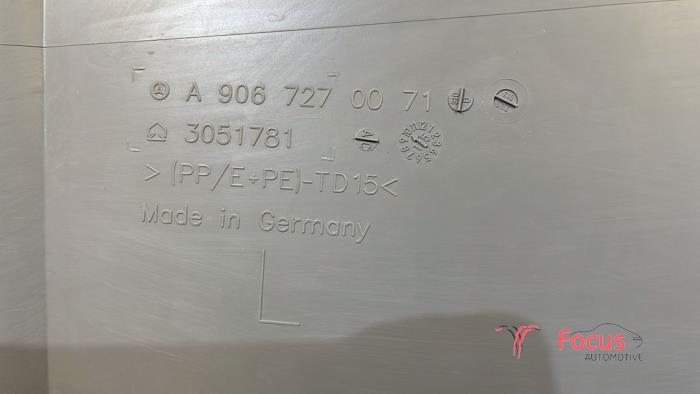 A 906 727 00 71
3051781
>(PP/E+PE)-TD15<
Made in Germany
Focus
AUTOMOTIVE